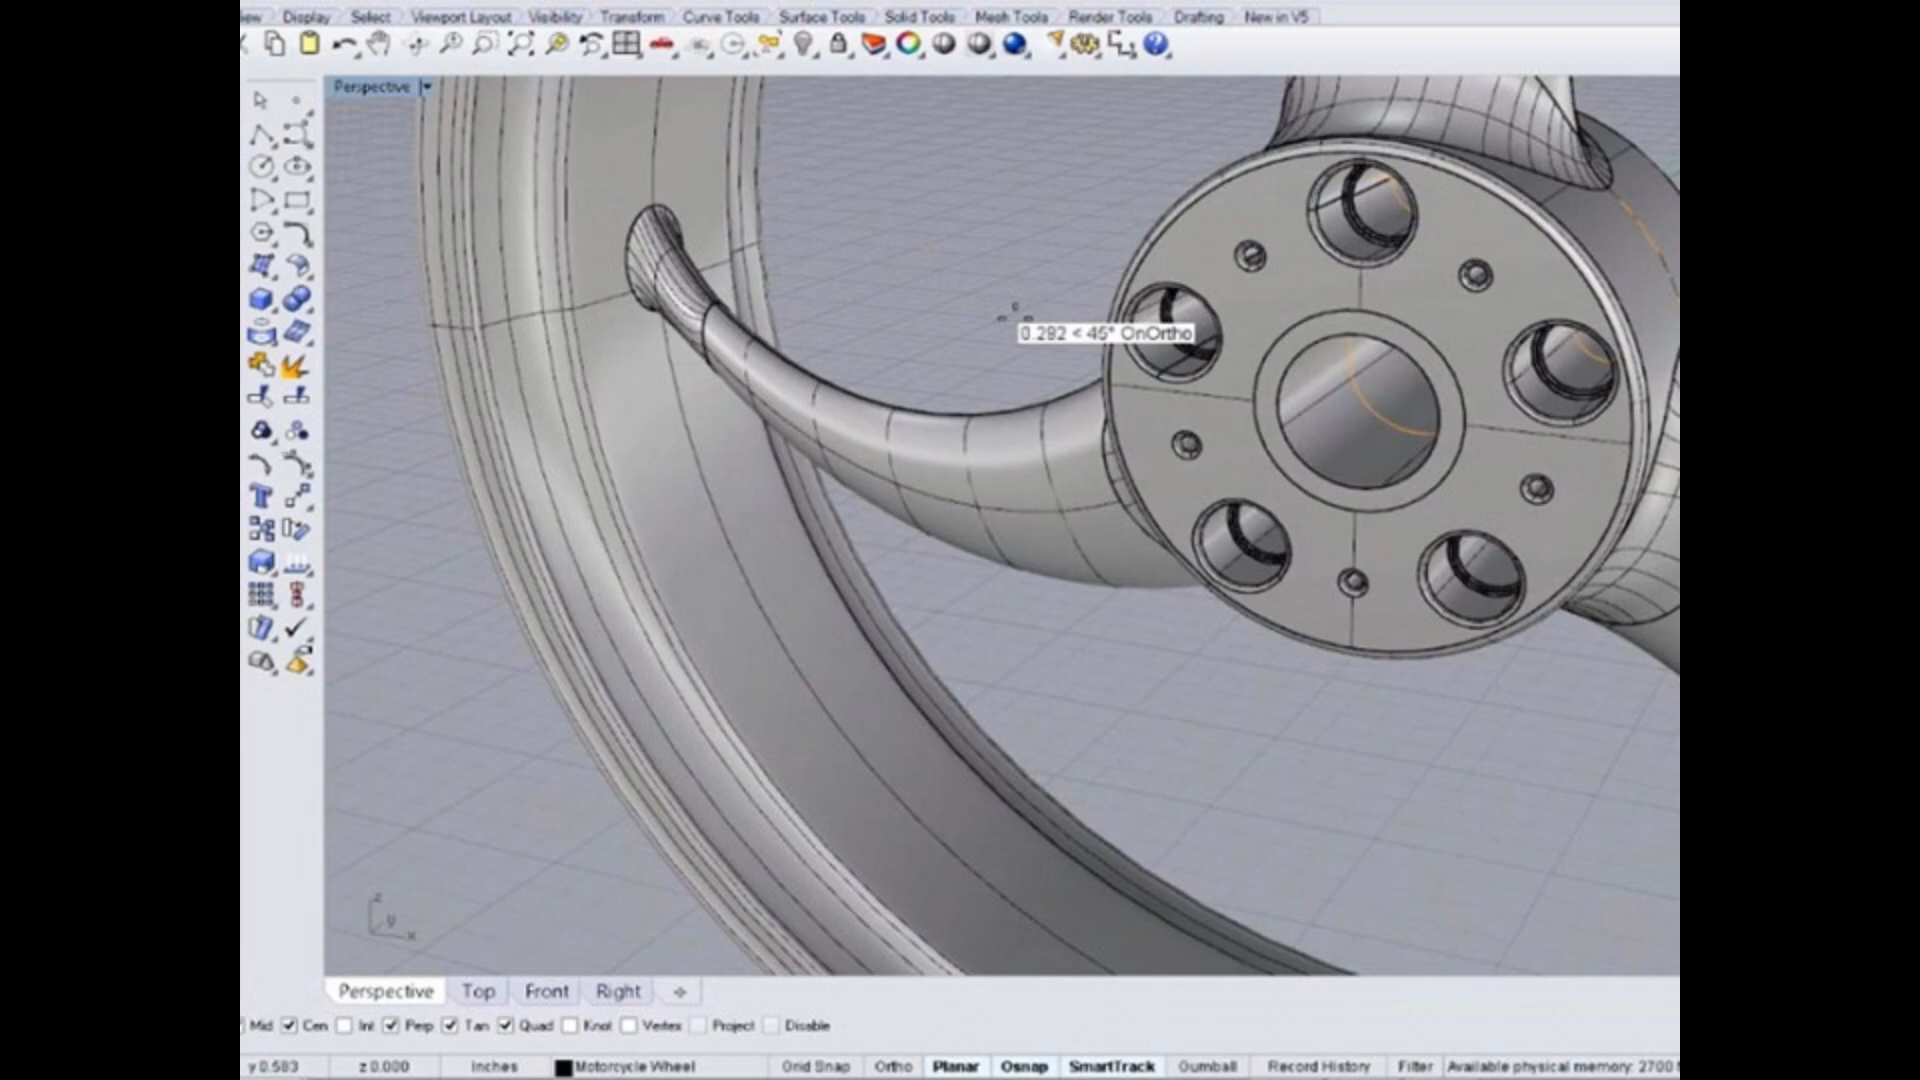 Display Select Viewport Layout Visibility Transform Curve Tools Surface Tools Solid Tools Mesh Tools Render Tools Drafting New in V5
Perspective
0.282 < 45° OnOrtho
z
y
x
Perspective Top Front Right
Mid Cen Int Perp Tan Quad Knot Vertex Project Disable
y 0.583 z 0.000 Inches Motorcycle Wheel Grid Snap Ortho Planar Osnap SmartTrack Gumball Record History Filter Available physical memory: 2700